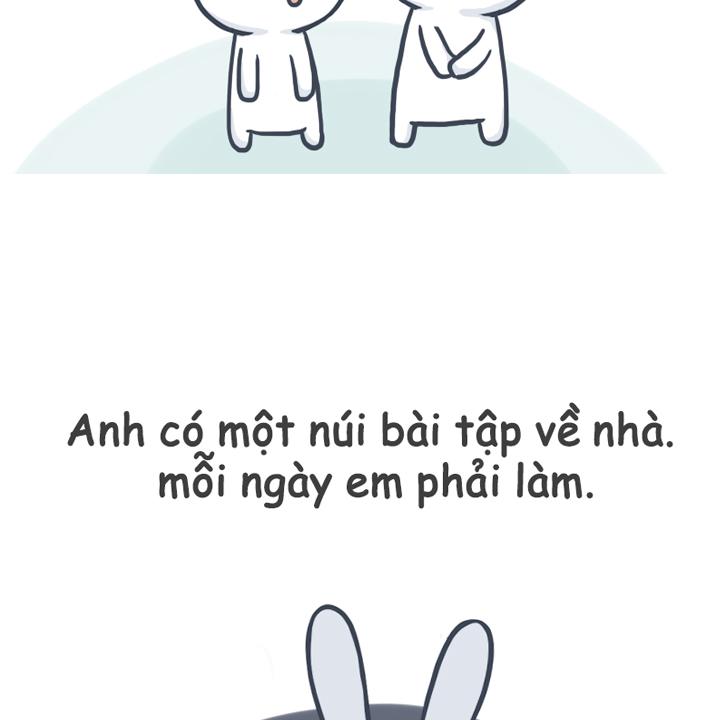 Anh có một núi bài tập về nhà.
mỗi ngày em phải làm.